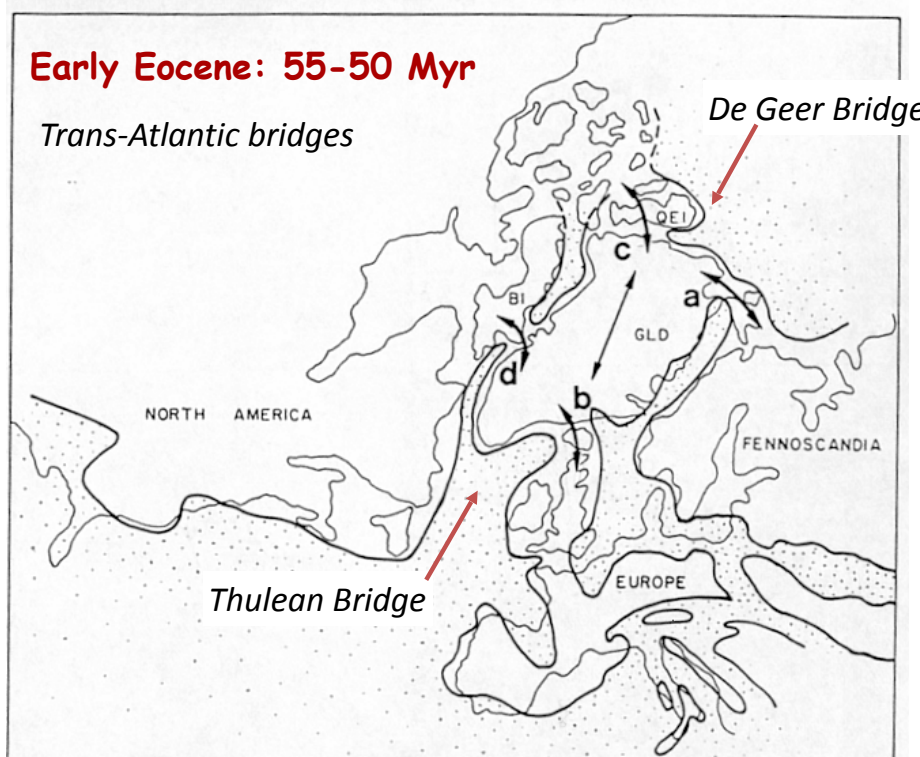 Early Eocene: 55-50 Myr
Trans-Atlantic bridges
De Geer Bridge
QEI
c
a
BI
GLD
d
b
NORTH AMERICA
FENNOSCANDIA
EUROPE
Thulean Bridge